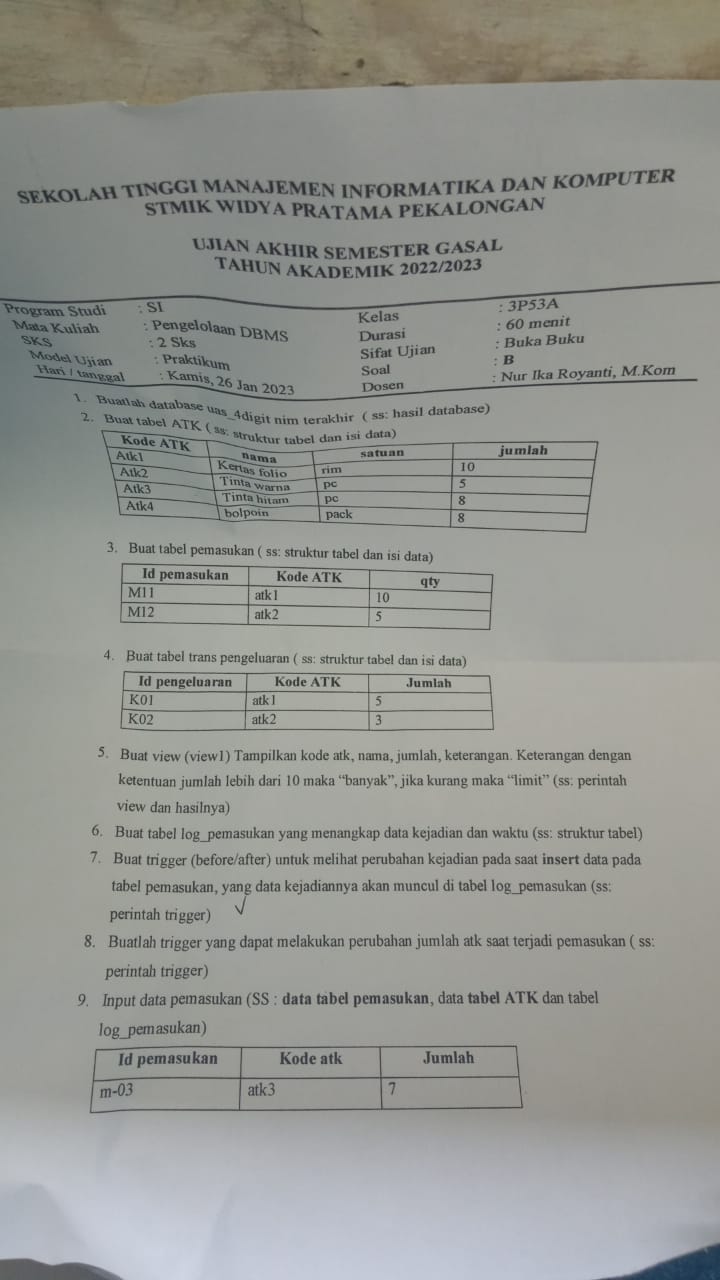 SEKOLAH TINGGI MANAJEMEN INFORMATIKA DAN KOMPUTER
STMIK WIDYA PRATAMA PEKALONGAN
UJIAN AKHIR SEMESTER GASAL
TAHUN AKADEMIK 2022/2023
Program Studi : SI Kelas : 3P53A
Mata Kuliah : Pengelolaan DBMS Durasi : 60 menit
SKS : 2 Sks Sifat Ujian : Buka Buku
Model Ujian : Praktikum Soal : B
Hari / tanggal : Kamis, 26 Jan 2023 Dosen : Nur Ika Royanti, M.Kom
1. Buatlah database uas_4digit nim terakhir ( ss: hasil database)
2. Buat tabel ATK ( ss: struktur tabel dan isi data)
Kode ATK nama satuan jumlah
Atk1 Kertas folio rim 10
Atk2 Tinta warna pc 5
Atk3 Tinta hitam pc 8
Atk4 bolpoin pack 8
3. Buat tabel pemasukan ( ss: struktur tabel dan isi data)
Id pemasukan Kode ATK qty
M11 atk1 10
M12 atk2 5
4. Buat tabel trans pengeluaran ( ss: struktur tabel dan isi data)
Id pengeluaran Kode ATK Jumlah
K01 atk1 5
K02 atk2 3
5. Buat view (view1) Tampilkan kode atk, nama, jumlah, keterangan. Keterangan dengan
ketentuan jumlah lebih dari 10 maka “banyak”, jika kurang maka “limit” (ss: perintah
view dan hasilnya)
6. Buat tabel log_pemasukan yang menangkap data kejadian dan waktu (ss: struktur tabel)
7. Buat trigger (before/after) untuk melihat perubahan kejadian pada saat insert data pada
tabel pemasukan, yang data kejadiannya akan muncul di tabel log_pemasukan (ss:
perintah trigger)
8. Buatlah trigger yang dapat melakukan perubahan jumlah atk saat terjadi pemasukan ( ss:
perintah trigger)
9. Input data pemasukan (SS : data tabel pemasukan, data tabel ATK dan tabel
log_pemasukan)
Id pemasukan Kode atk Jumlah
m-03 atk3 7